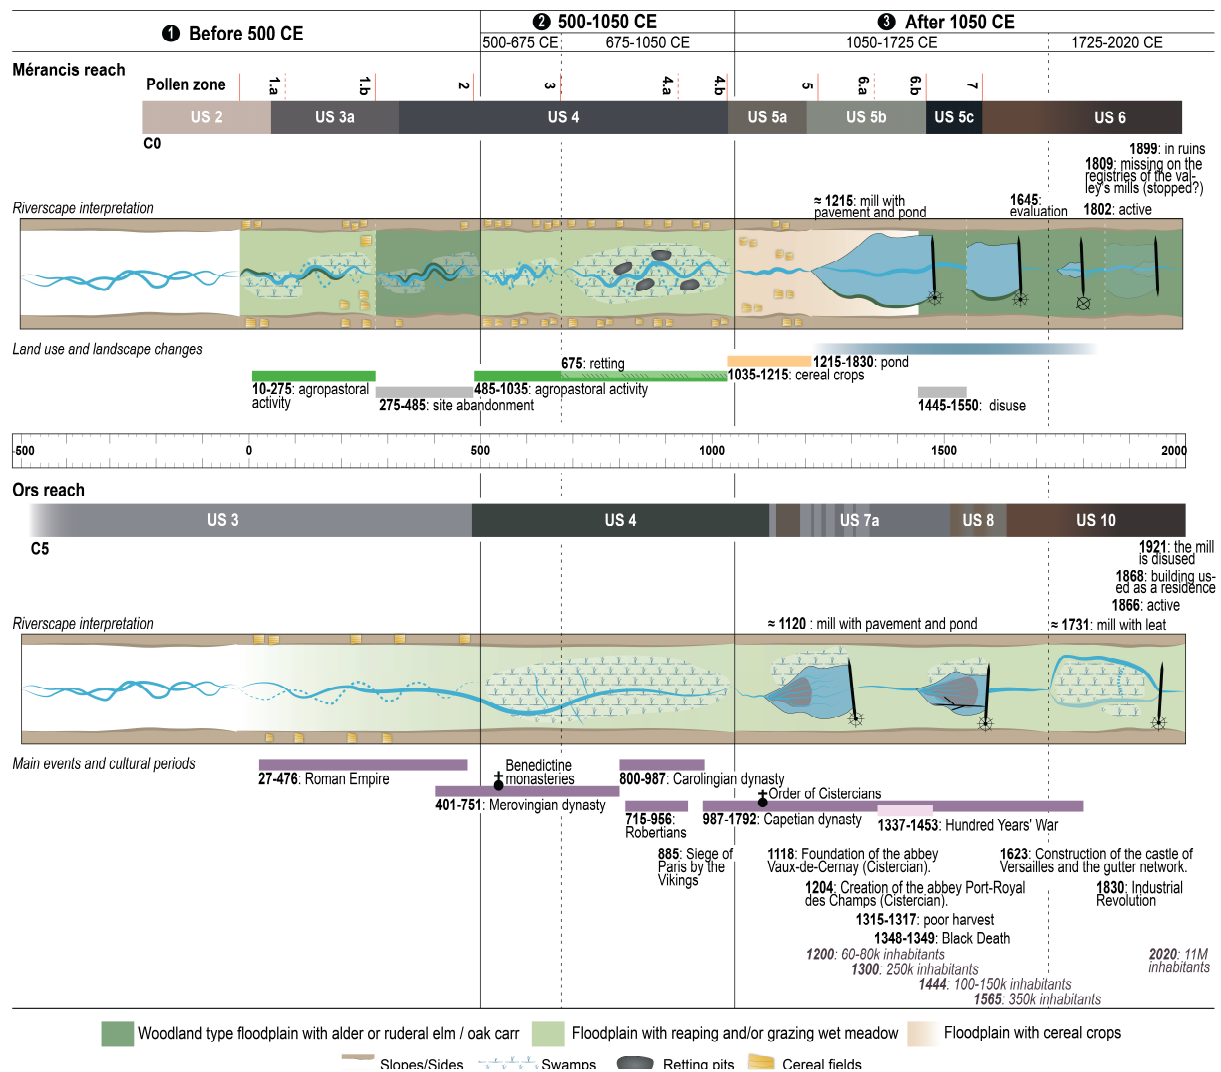 ❶ Before 500 CE
❷ 500-1050 CE
❸ After 1050 CE
500-675 CE
675-1050 CE
1050-1725 CE
1725-2020 CE
Mérancis reach
Pollen zone
1.a
1.b
2
3
4.a
4.b
5
6.a
6.b
7
US 2
US 3a
US 4
US 5a
US 5b
US 5c
US 6
C0
1899: in ruins
1809: missing on the
registries of the val-
ley's mills (stopped?)
1802: active
Riverscape interpretation
≈ 1215: mill with
pavement and pond
1645:
evaluation
Land use and landscape changes
10-275: agropastoral
activity
275-485: site abandonment
485-1035: agropastoral activity
675: retting
1035-1215: cereal crops
1215-1830: pond
1445-1550: disuse
-500
0
500
1000
1500
2000
Ors reach
US 3
US 4
US 7a
US 8
US 10
C5
1921: the mill
is disused
1868: building us-
ed as a residence
1866: active
Riverscape interpretation
≈ 1120 : mill with pavement and pond
≈ 1731: mill with leat
Main events and cultural periods
27-476: Roman Empire
401-751: Merovingian dynasty
Benedictine
monasteries
800-987: Carolingian dynasty
715-956:
Robertians
987-1792: Capetian dynasty
Order of Cistercians
1337-1453: Hundred Years' War
885: Siege of
Paris by the
Vikings
1118: Foundation of the abbey
Vaux-de-Cernay (Cistercian).
1623: Construction of the castle of
Versailles and the gutter network.
1204: Creation of the abbey Port-Royal
des Champs (Cistercian).
1830: Industrial
Revolution
1315-1317: poor harvest
1348-1349: Black Death
1200: 60-80k inhabitants
1300: 250k inhabitants
1444: 100-150k inhabitants
1565: 350k inhabitants
2020: 11M
inhabitants
Woodland type floodplain with alder or ruderal elm / oak carr
Floodplain with reaping and/or grazing wet meadow
Floodplain with cereal crops
Slopes/Sides
Swamps
Retting pits
Cereal fields